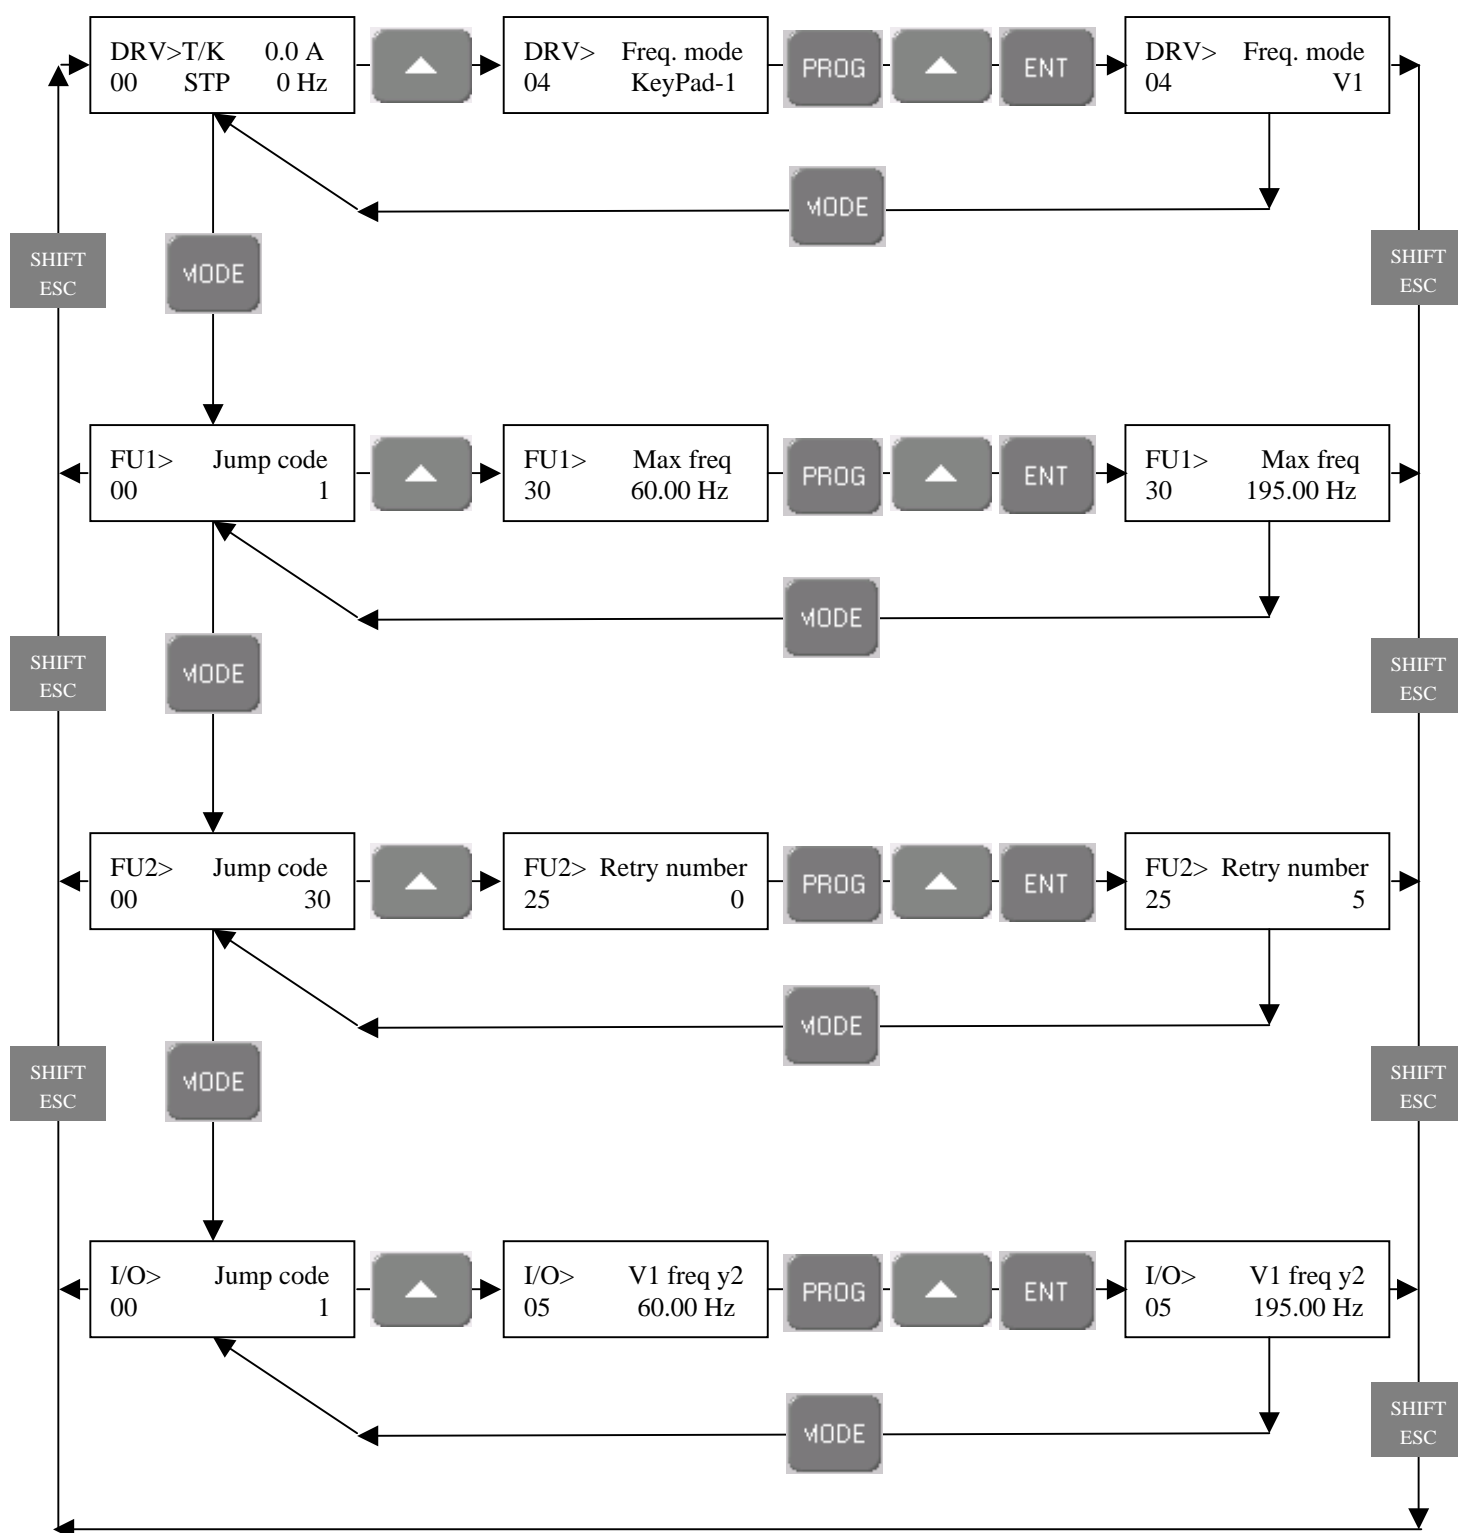 DRV>T/K 0.0 A
00 STP 0 Hz
DRV> Freq. mode
04 KeyPad-1
PROG
ENT
DRV> Freq. mode
04 V1
MODE
SHIFT
ESC
MODE
SHIFT
ESC
FU1> Jump code
00 1
FU1> Max freq
30 60.00 Hz
PROG
ENT
FU1> Max freq
30 195.00 Hz
MODE
SHIFT
ESC
MODE
SHIFT
ESC
FU2> Jump code
00 30
FU2> Retry number
25 0
PROG
ENT
FU2> Retry number
25 5
MODE
SHIFT
ESC
MODE
SHIFT
ESC
I/O> Jump code
00 1
I/O> V1 freq y2
05 60.00 Hz
PROG
ENT
I/O> V1 freq y2
05 195.00 Hz
MODE
SHIFT
ESC